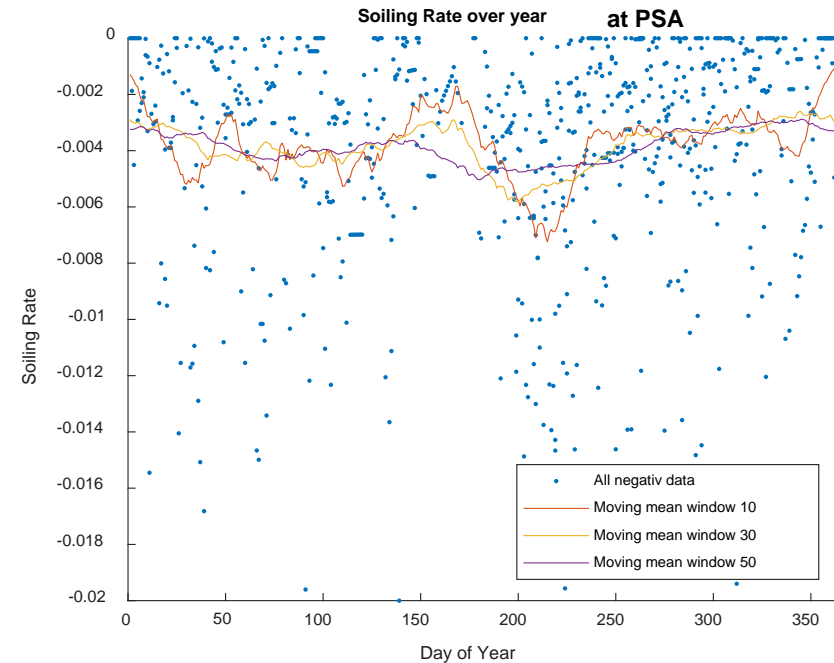 Soiling Rate over year at PSA
0
-0.002
-0.004
-0.006
-0.008
-0.01
-0.012
-0.014
-0.016
-0.018
-0.02
Soiling Rate
All negativ data
Moving mean window 10
Moving mean window 30
Moving mean window 50
0 50 100 150 200 250 300 350
Day of Year